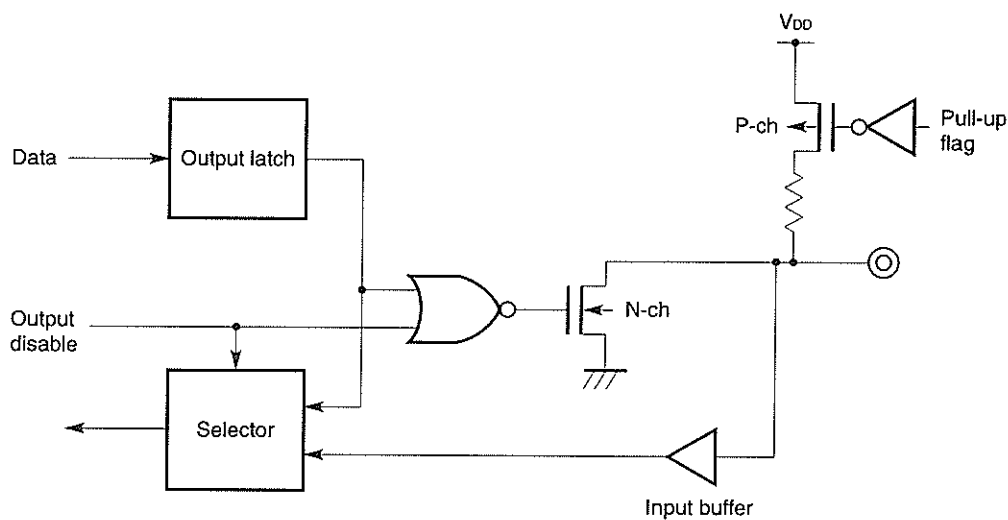 VDD
P-ch
Pull-up
flag
Data
Output latch
Output
disable
N-ch
Selector
Input buffer